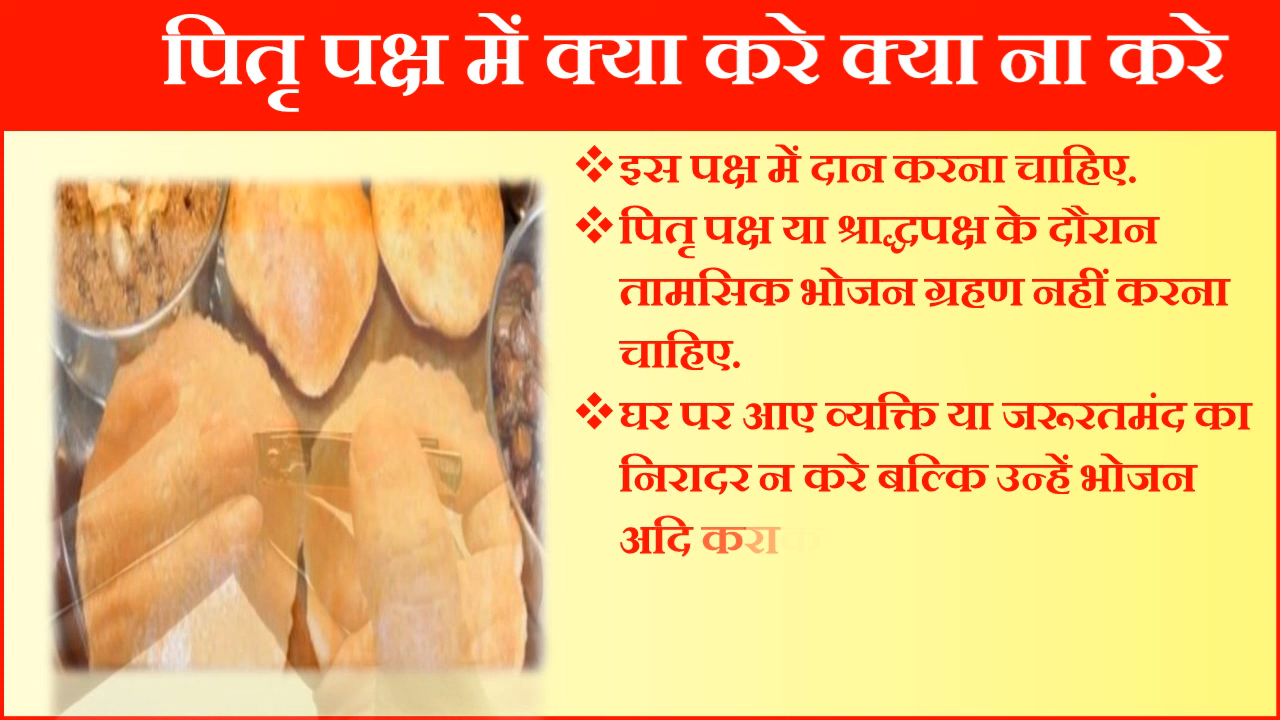 पितृ पक्ष में क्या करे क्या ना करे
❖इस पक्ष में दान करना चाहिए.
❖पितृ पक्ष या श्राद्धपक्ष के दौरान
तामसिक भोजन ग्रहण नहीं करना
चाहिए.
❖घर पर आए व्यक्ति या जरूरतमंद का
निरादर न करे बल्कि उन्हें भोजन
अदि